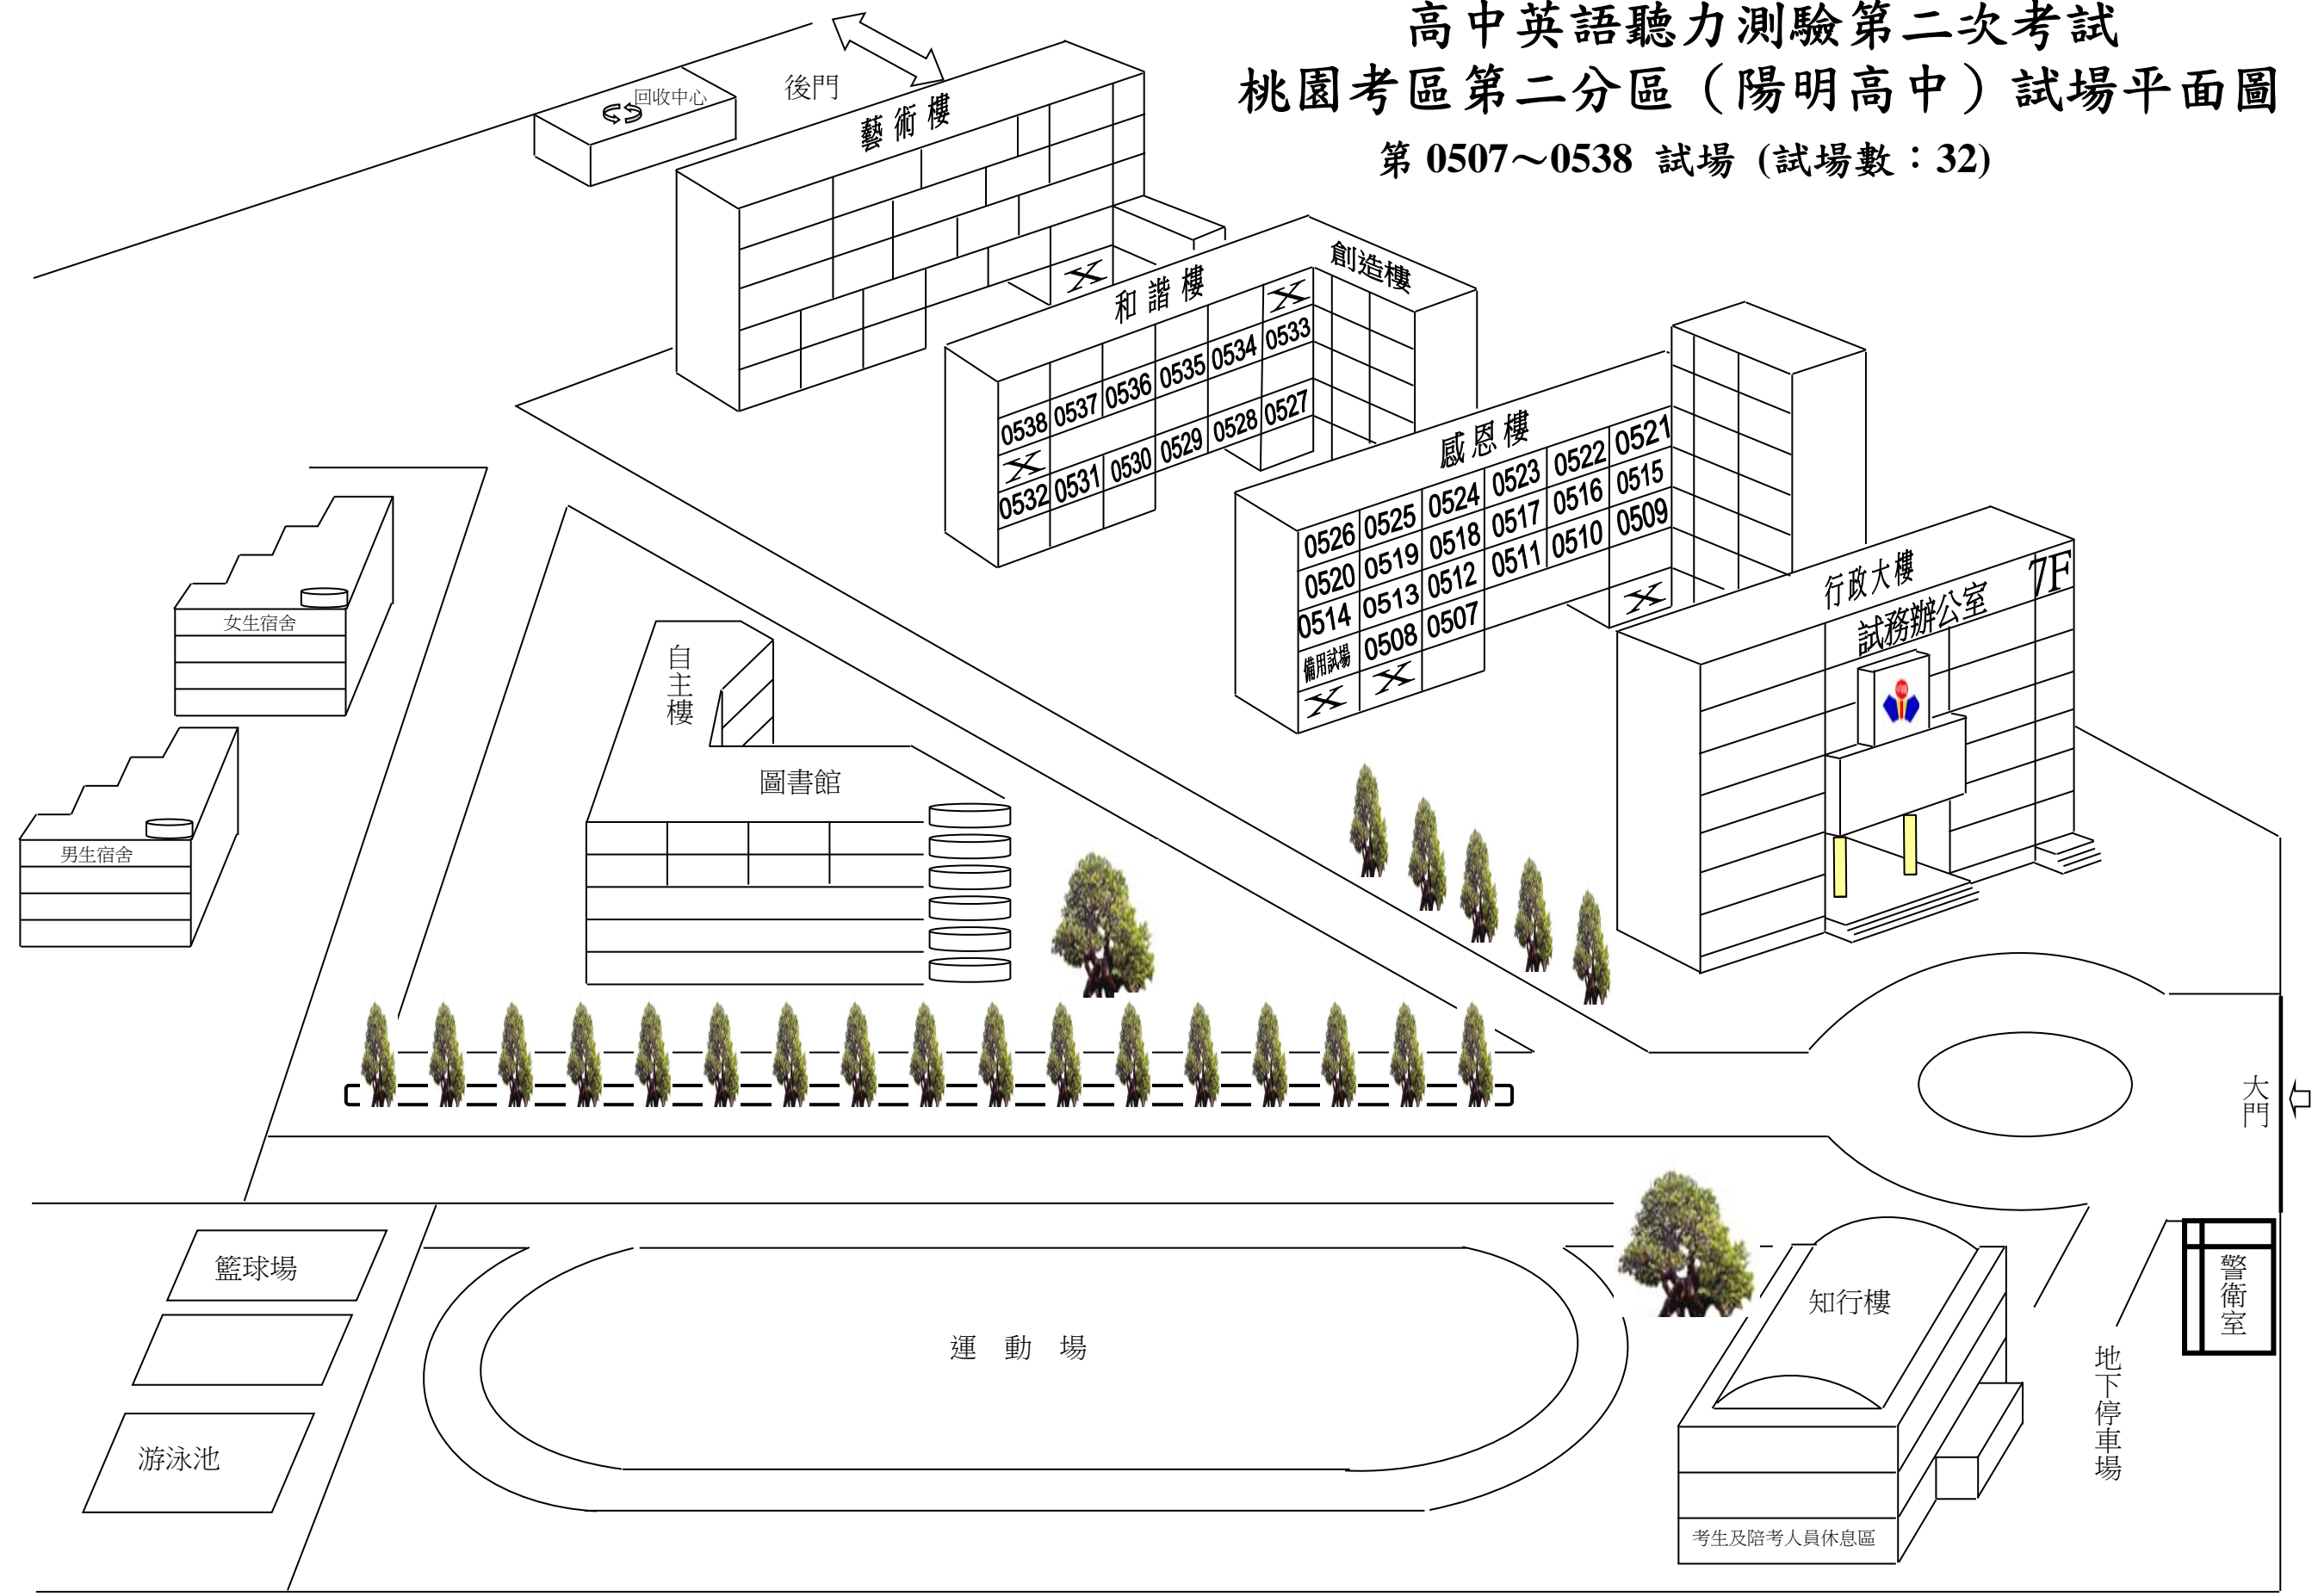 高中英語聽力測驗第二次考試
桃園考區第二分區（陽明高中）試場平面圖
第 0507～0538 試場 (試場數：32)
後門
回收中心
藝術樓
和諧樓
創造樓
X
X
0538 0537 0536 0535 0534 0533
X
0532 0531 0530 0529 0528 0527
感恩樓
0526 0525 0524 0523 0522 0521
0520 0519 0518 0517 0516 0515
0514 0513 0512 0511 0510 0509
備用試場 0508 0507
X X X
行政大樓
試務辦公室 7F
女生宿舍
男生宿舍
自主樓
圖書館
大門
警衛室
籃球場
游泳池
運動場
知行樓
地下停車場
考生及陪考人員休息區